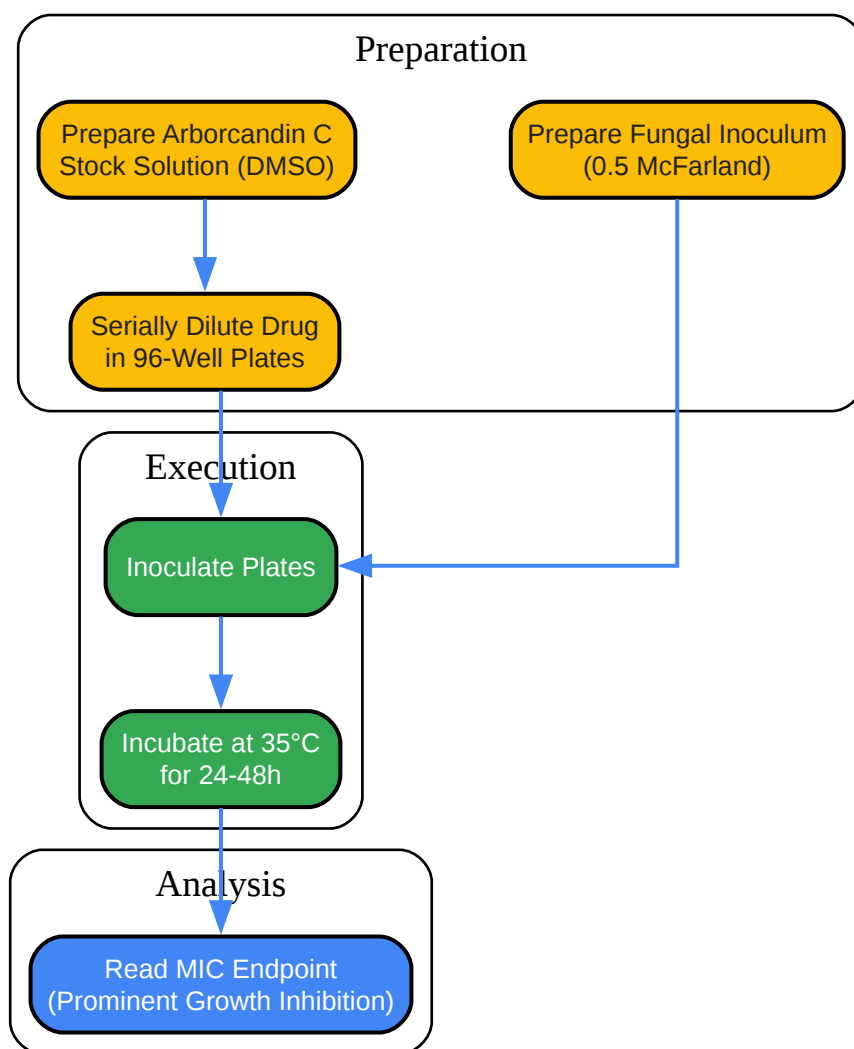 Preparation
Prepare Arborcandin C
Stock Solution (DMSO)
Prepare Fungal Inoculum
(0.5 McFarland)
Serially Dilute Drug
in 96-Well Plates
Execution
Inoculate Plates
Incubate at 35°C
for 24-48h
Analysis
Read MIC Endpoint
(Prominent Growth Inhibition)